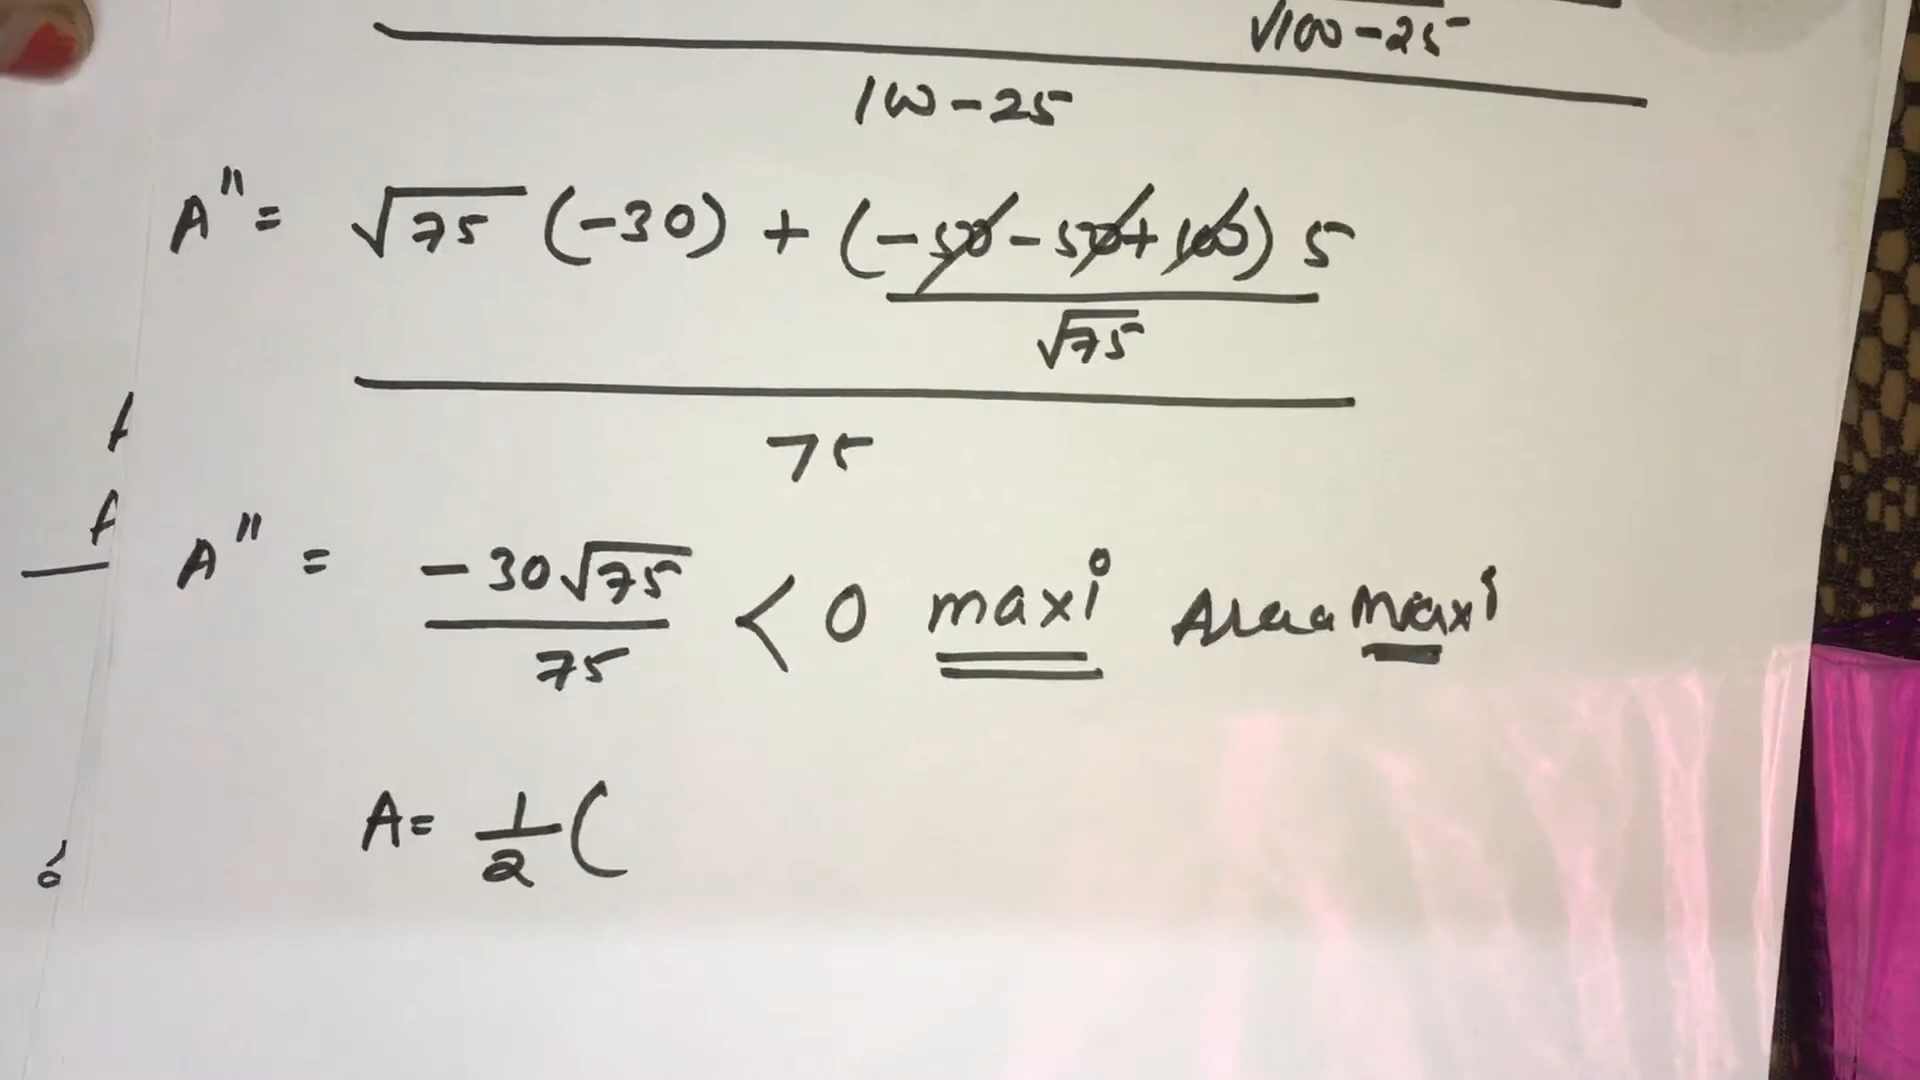 √100-25
100-25
A" = √75 (-30) + (-50-50+100) 5
√75
75
A" = -30√75 < 0 maxi Area maxi
75
A = 1/2 (